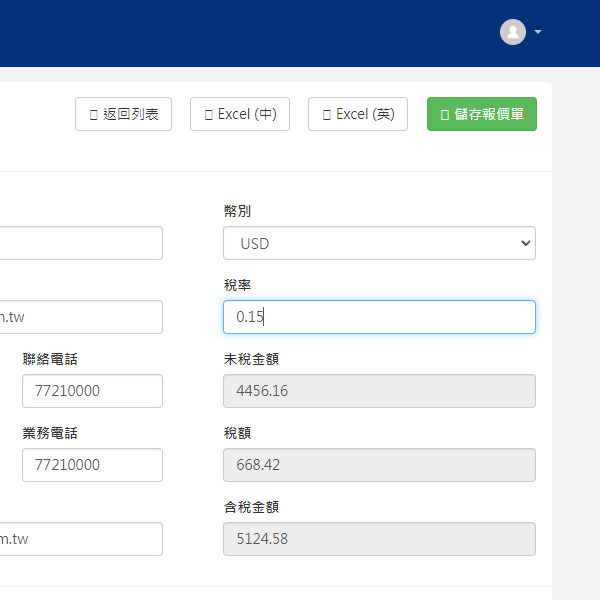 返回列表 Excel (中) Excel (英) 儲存報價單
幣別
USD
稅率
n.tw 0.15
聯絡電話 未稅金額
77210000 4456.16
業務電話 稅額
77210000 668.42
含稅金額
m.tw 5124.58